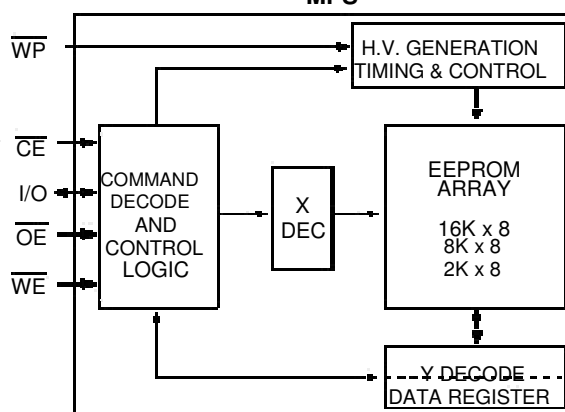 MPS
WP
H.V. GENERATION
TIMING & CONTROL
CE
I/O
OE
WE
COMMAND
DECODE
AND
CONTROL
LOGIC
X
DEC
EEPROM
ARRAY
16K x 8
8K x 8
2K x 8
Y DECODE
DATA REGISTER